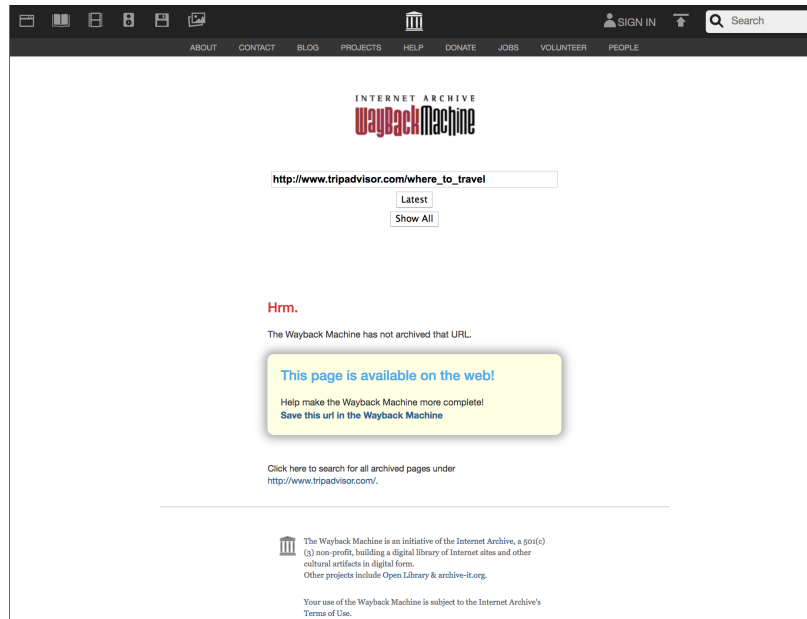 SIGN IN
Search
ABOUT CONTACT BLOG PROJECTS HELP DONATE JOBS VOLUNTEER PEOPLE
INTERNET ARCHIVE
WayBackMachine
http://www.tripadvisor.com/where_to_travel
Latest
Show All
Hrm.
The Wayback Machine has not archived that URL.
This page is available on the web!
Help make the Wayback Machine more complete!
Save this url in the Wayback Machine
Click here to search for all archived pages under
http://www.tripadvisor.com/.
The Wayback Machine is an initiative of the Internet Archive, a 501(c)
(3) non-profit, building a digital library of Internet sites and other
cultural artifacts in digital form.
Other projects include Open Library & archive-it.org.
Your use of the Wayback Machine is subject to the Internet Archive's
Terms of Use.